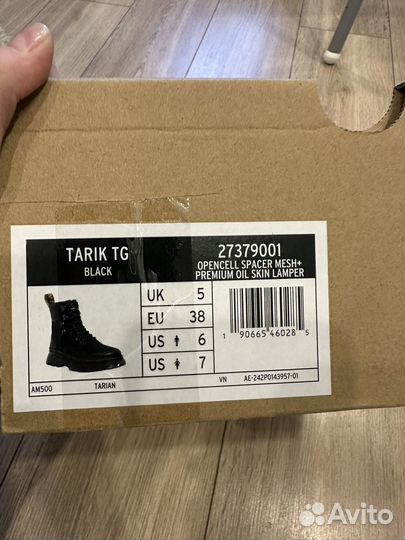 TARIK TG
BLACK
27379001
OPENCELL SPACER MESH+
PREMIUM OIL SKIN LAMPER
UK 5
EU 38
US 6
US 7
1 90665 46028 5
AM500
TARIAN
VN
AE-242P0143957-01
Avito